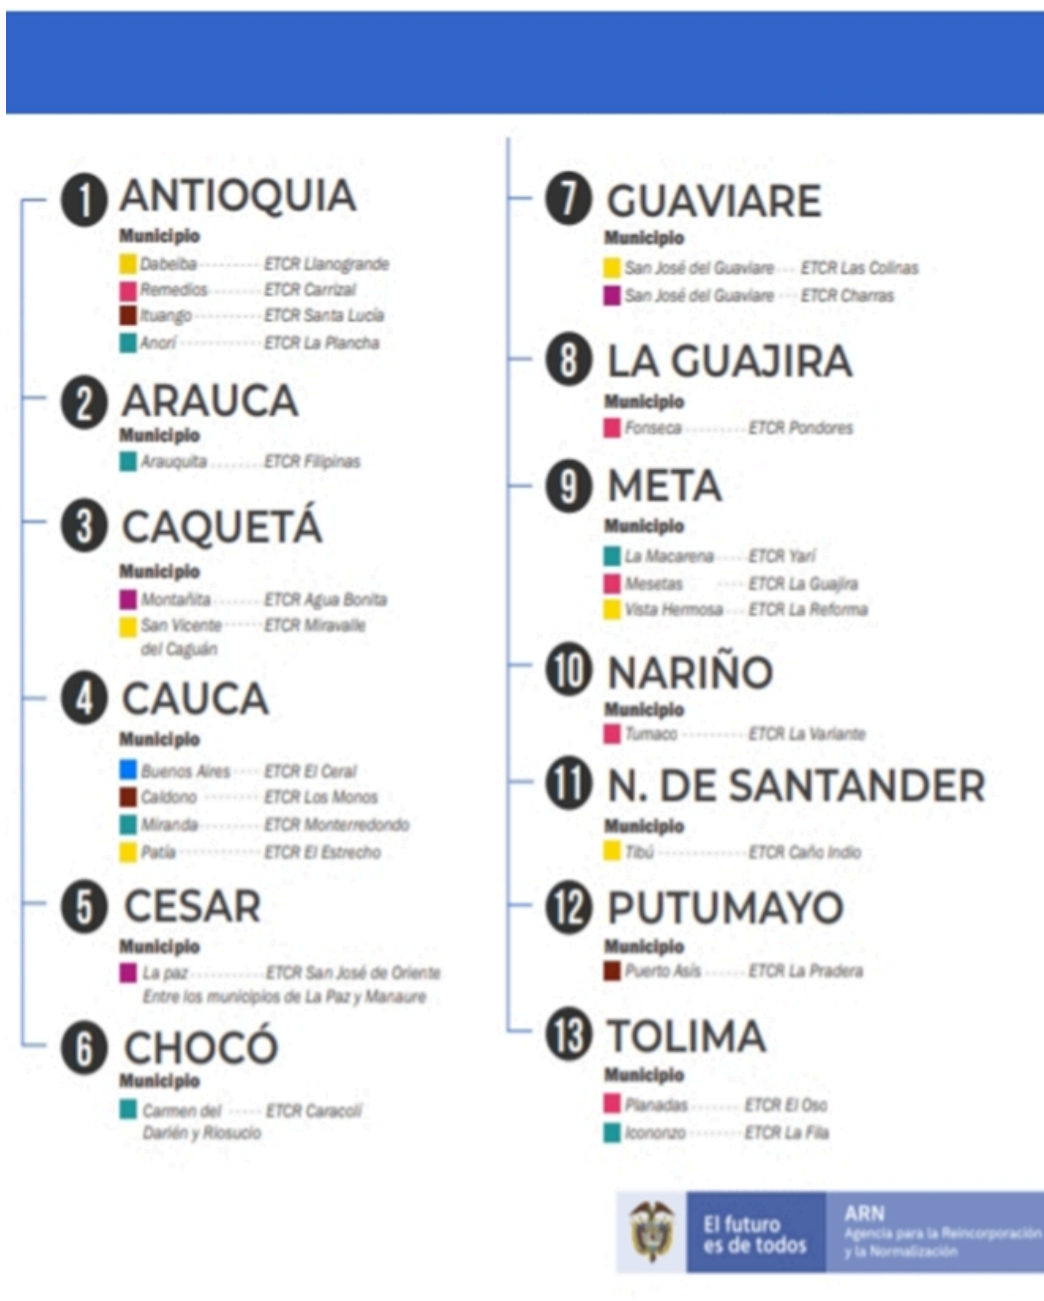 1 ANTIOQUIA
Municipio
Dabeiba ETCR Llanogrande
Remedios ETCR Carrizal
Ituango ETCR Santa Lucía
Anorí ETCR La Plancha
2 ARAUCA
Municipio
Arauquita ETCR Filipinas
3 CAQUETÁ
Municipio
Montañita ETCR Agua Bonita
San Vicente ETCR Miravalle
del Caguán
4 CAUCA
Municipio
Buenos Aires ETCR El Ceral
Caldono ETCR Los Monos
Miranda ETCR Monterredondo
Patía ETCR El Estrecho
5 CESAR
Municipio
La paz ETCR San José de Oriente
Entre los municipios de La Paz y Manaure
6 CHOCÓ
Municipio
Carmen del ETCR Caracolí
Darién y Riosucio
7 GUAVIARE
Municipio
San José del Guaviare ETCR Las Colinas
San José del Guaviare ETCR Charras
8 LA GUAJIRA
Municipio
Fonseca ETCR Pondores
9 META
Municipio
La Macarena ETCR Yarí
Mesetas ETCR La Guajira
Vista Hermosa ETCR La Reforma
10 NARIÑO
Municipio
Tumaco ETCR La Variante
11 N. DE SANTANDER
Municipio
Tibú ETCR Caño Indio
12 PUTUMAYO
Municipio
Puerto Asís ETCR La Pradera
13 TOLIMA
Municipio
Planadas ETCR El Oso
Icononzo ETCR La Fila
El futuro
es de todos
ARN
Agencia para la Reincorporación
y la Normalización